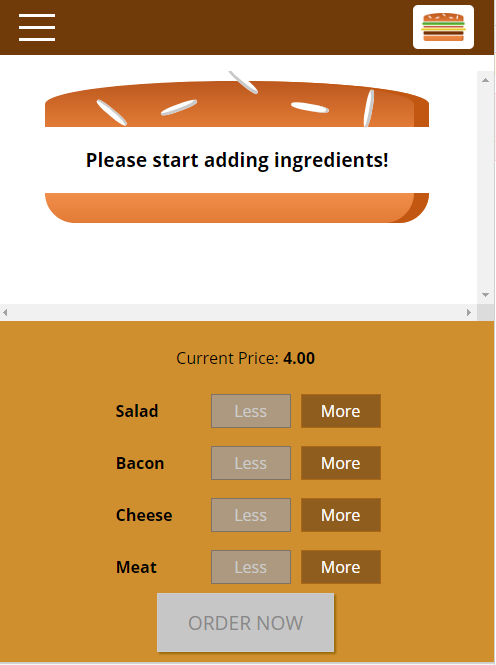 Please start adding ingredients!
Current Price: 4.00
Salad Less More
Bacon Less More
Cheese Less More
Meat Less More
ORDER NOW